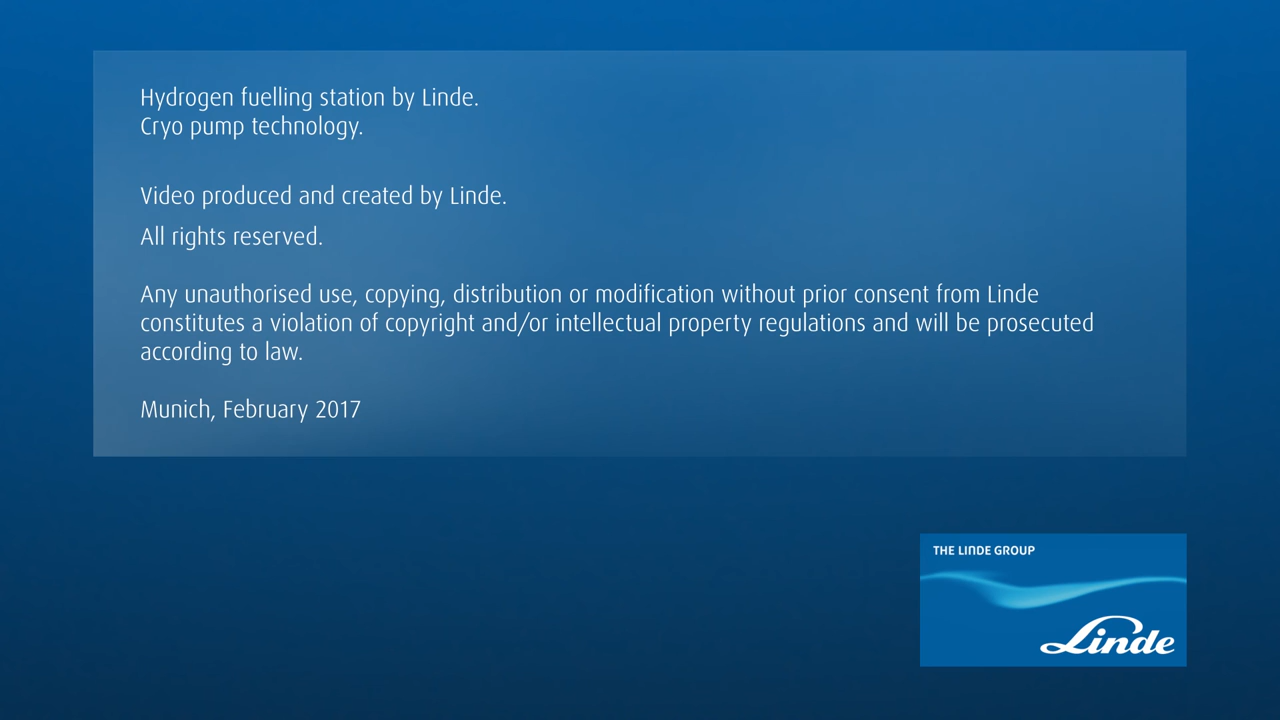 Hydrogen fuelling station by Linde.
Cryo pump technology.
Video produced and created by Linde.
All rights reserved.
Any unauthorised use, copying, distribution or modification without prior consent from Linde
constitutes a violation of copyright and/or intellectual property regulations and will be prosecuted
according to law.
Munich, February 2017
THE LINDE GROUP
Linde